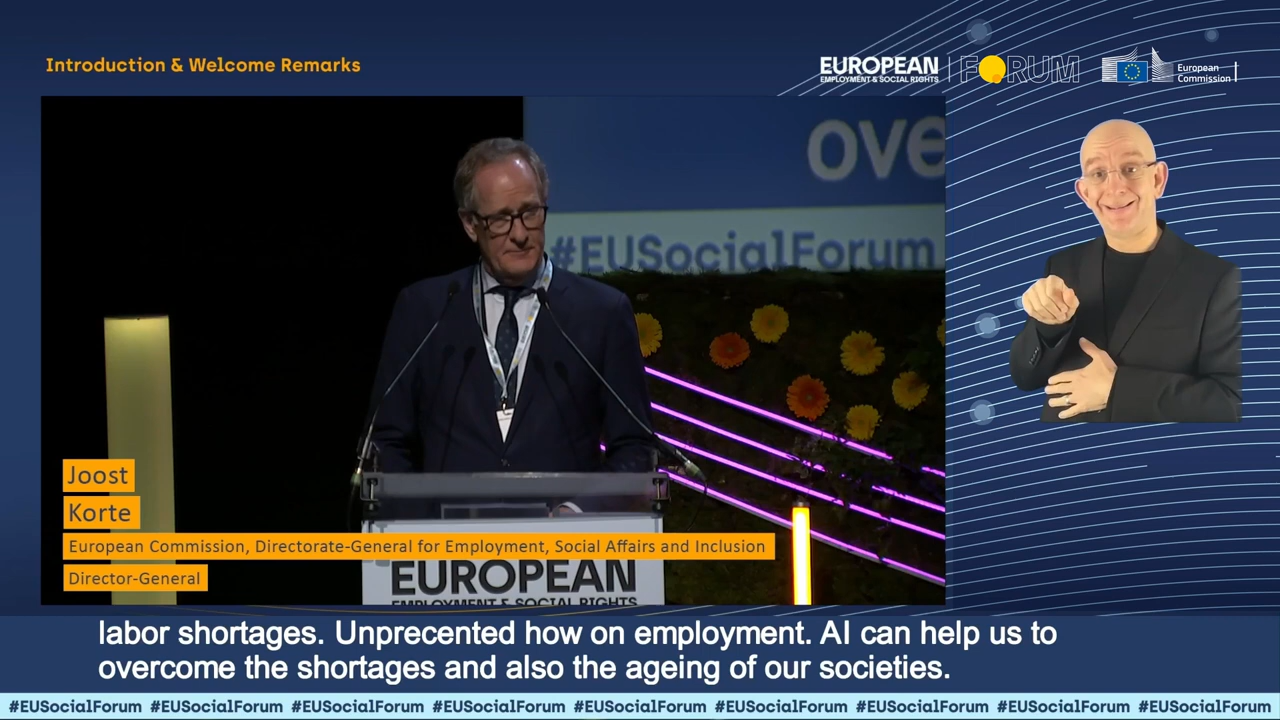 Introduction & Welcome Remarks
EUROPEAN
EMPLOYMENT & SOCIAL RIGHTS
FORUM
European
Commission
ove
#EUSocialForum
Joost
Korte
European Commission, Directorate-General for Employment, Social Affairs and Inclusion
Director-General
EUROPEAN
EMPLOYMENT & SOCIAL RIGHTS
labor shortages. Unprecented how on employment. AI can help us to
overcome the shortages and also the ageing of our societies.
#EUSocialForum #EUSocialForum #EUSocialForum #EUSocialForum #EUSocialForum #EUSocialForum #EUSocialForum #EUSocialForum #EUSocialForum